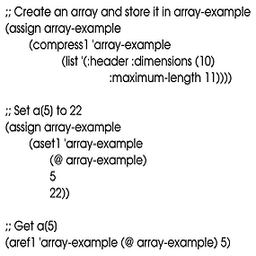 ;; Create an array and store it in array-example
(assign array-example
(compress1 'array-example
(list '(:header :dimensions (10)
:maximum-length 11))))
;; Set a(5) to 22
(assign array-example
(aset1 'array-example
(@ array-example)
5
22))
;; Get a(5)
(aref1 'array-example (@ array-example) 5)